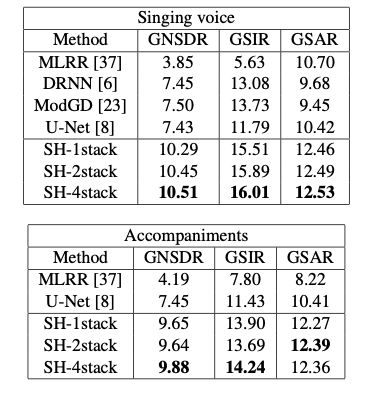 Singing voice
Method GNSDR GSIR GSAR
MLRR [37] 3.85 5.63 10.70
DRNN [6] 7.45 13.08 9.68
ModGD [23] 7.50 13.73 9.45
U-Net [8] 7.43 11.79 10.42
SH-1stack 10.29 15.51 12.46
SH-2stack 10.45 15.89 12.49
SH-4stack 10.51 16.01 12.53
Accompaniments
Method GNSDR GSIR GSAR
MLRR [37] 4.19 7.80 8.22
U-Net [8] 7.45 11.43 10.41
SH-1stack 9.65 13.90 12.27
SH-2stack 9.64 13.69 12.39
SH-4stack 9.88 14.24 12.36